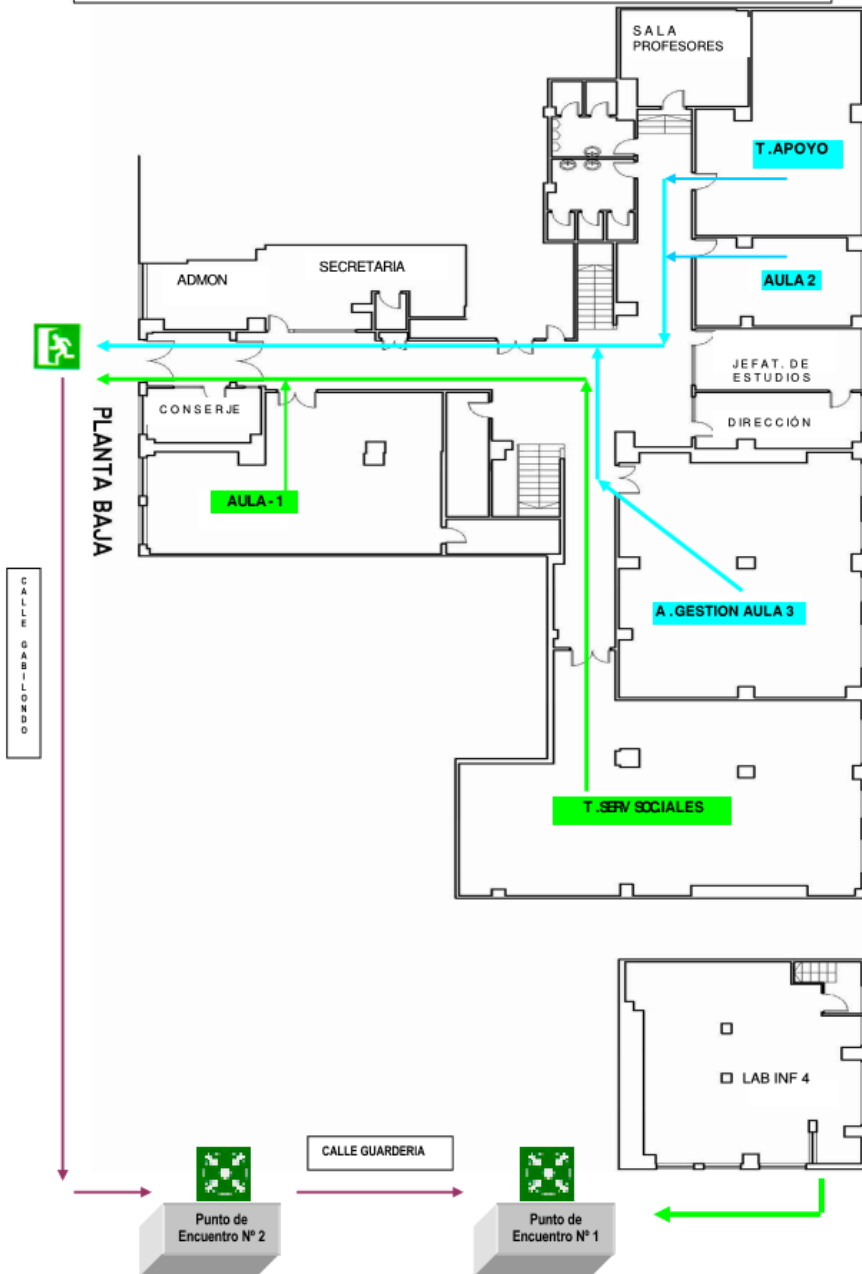 SALA
PROFESORES
T.APOYO
ADMON
SECRETARIA
AULA 2
JEFAT. DE
ESTUDIOS
CONSERJE
DIRECCIÓN
PLANTA BAJA
AULA - 1
CALLE GABILONDO
A .GESTION AULA 3
T .SERV SOCIALES
LAB INF 4
CALLE GUARDERIA
Punto de
Encuentro Nº 2
Punto de
Encuentro Nº 1